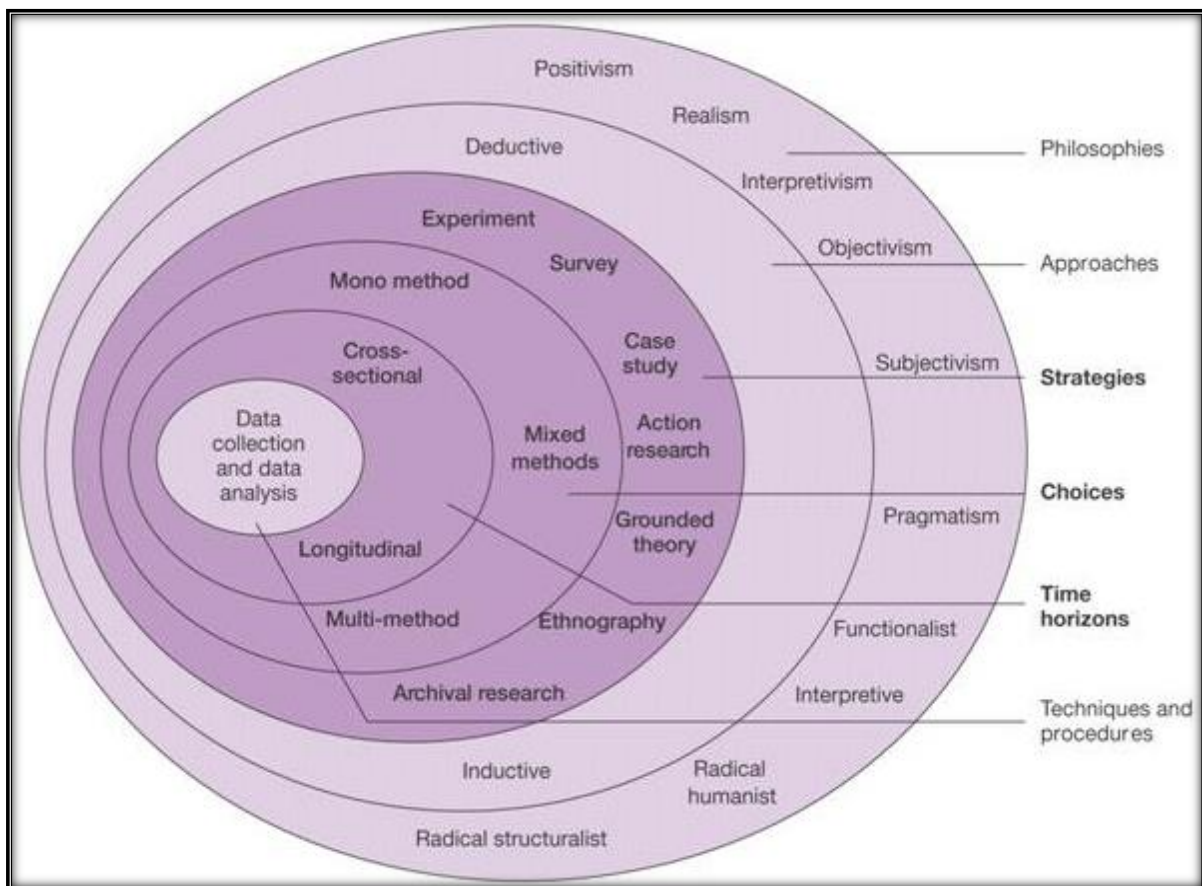 Positivism
Realism
Philosophies
Deductive
Interpretivism
Experiment
Objectivism
Survey
Approaches
Mono method
Cross-
sectional
Case
study
Subjectivism
Strategies
Data
collection
and data
analysis
Mixed
methods
Action
research
Choices
Pragmatism
Grounded
theory
Longitudinal
Time
horizons
Multi-method
Ethnography
Functionalist
Archival research
Interpretive
Techniques and
procedures
Inductive
Radical
humanist
Radical structuralist